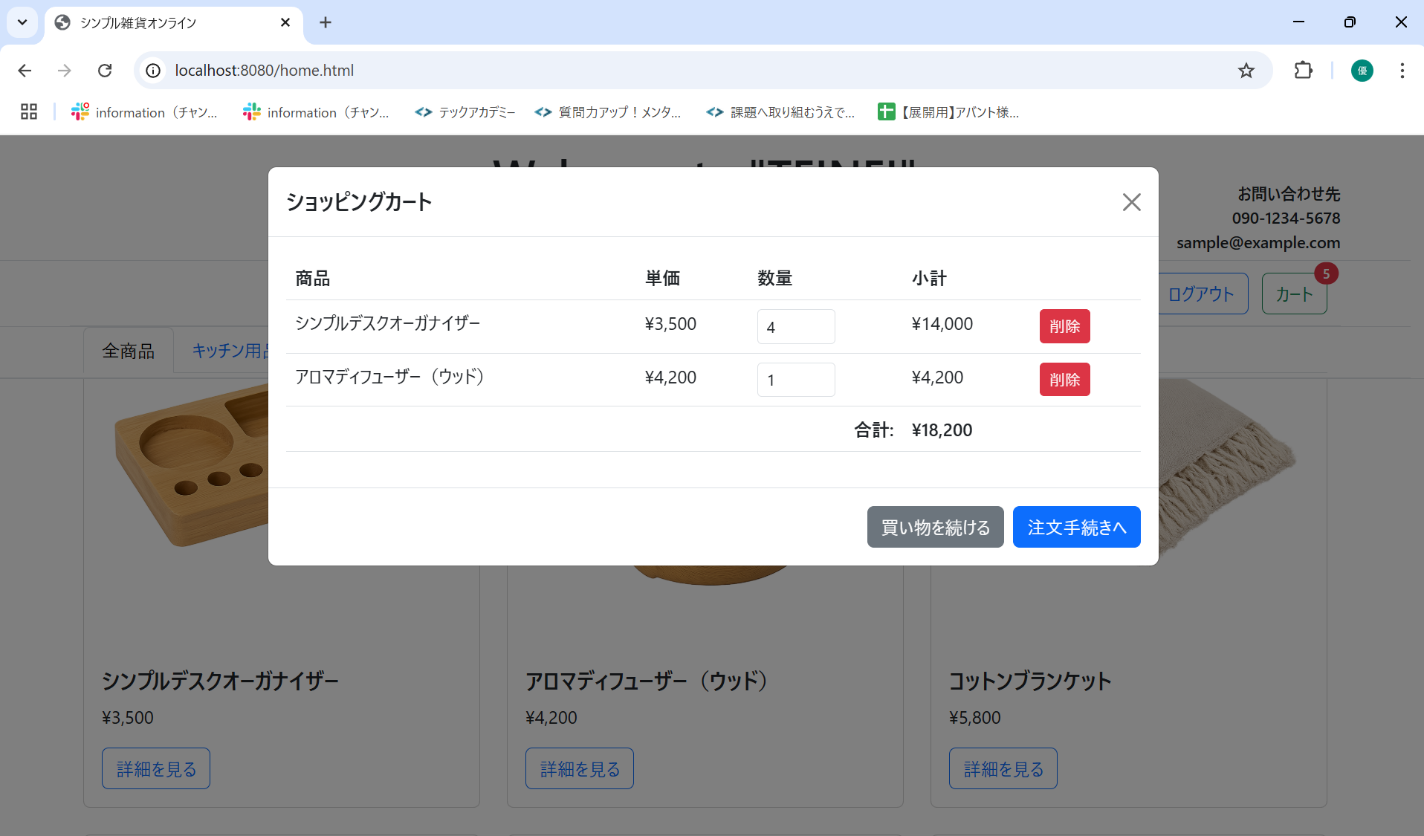 シンプル雑貨オンライン
localhost:8080/home.html
information（チャン...
information（チャン...
テックアカデミー
質問力アップ！メンタ...
課題へ取り組むうえで...
【展開用】アバント様...
お問い合わせ先
090-1234-5678
sample@example.com
ログアウト
カート
5
全商品
キッチン用品
ショッピングカート
商品 単価 数量 小計
シンプルデスクオーガナイザー ¥3,500 4 ¥14,000 削除
アロマディフューザー（ウッド） ¥4,200 1 ¥4,200 削除
合計: ¥18,200
買い物を続ける 注文手続きへ
シンプルデスクオーガナイザー
¥3,500
詳細を見る
アロマディフューザー（ウッド）
¥4,200
詳細を見る
コットンブランケット
¥5,800
詳細を見る
優